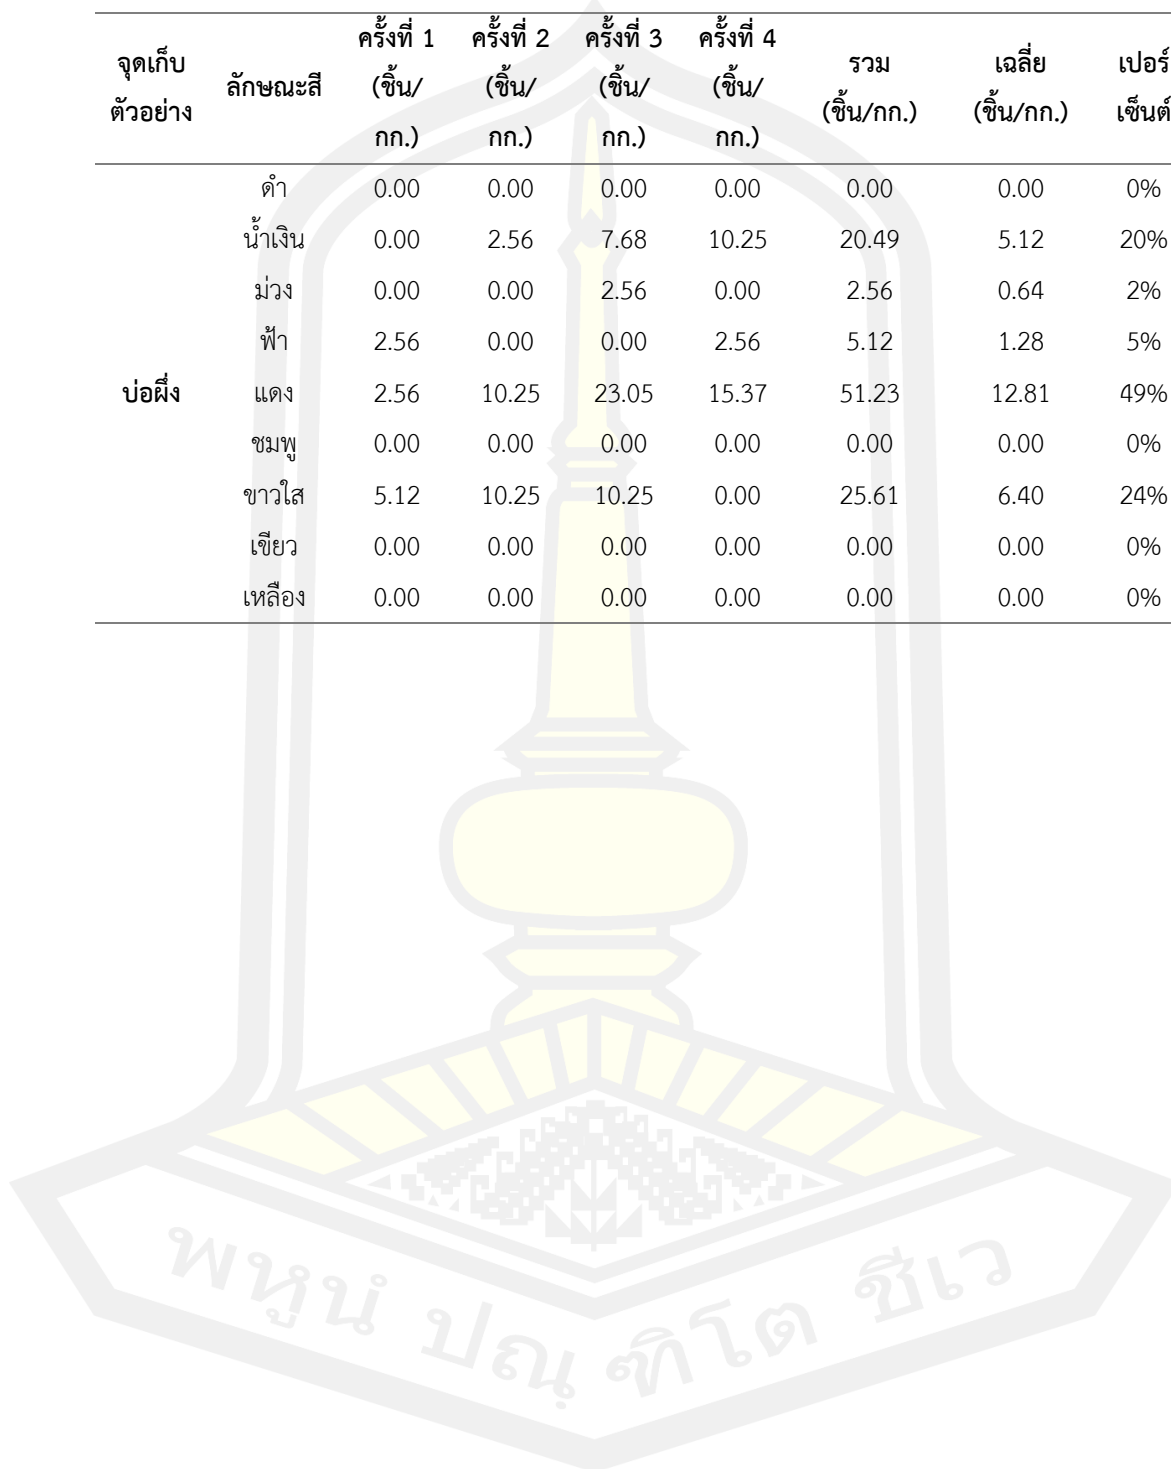 จุดเก็บตัวอย่าง ลักษณะสี ครั้งที่ 1 (ชิ้น/กก.) ครั้งที่ 2 (ชิ้น/กก.) ครั้งที่ 3 (ชิ้น/กก.) ครั้งที่ 4 (ชิ้น/กก.) รวม (ชิ้น/กก.) เฉลี่ย (ชิ้น/กก.) เปอร์เซ็นต์
ดำ 0.00 0.00 0.00 0.00 0.00 0.00 0%
น้ำเงิน 0.00 2.56 7.68 10.25 20.49 5.12 20%
ม่วง 0.00 0.00 2.56 0.00 2.56 0.64 2%
ฟ้า 2.56 0.00 0.00 2.56 5.12 1.28 5%
บ่อผึ่ง แดง 2.56 10.25 23.05 15.37 51.23 12.81 49%
ชมพู 0.00 0.00 0.00 0.00 0.00 0.00 0%
ขาวใส 5.12 10.25 10.25 0.00 25.61 6.40 24%
เขียว 0.00 0.00 0.00 0.00 0.00 0.00 0%
เหลือง 0.00 0.00 0.00 0.00 0.00 0.00 0%
พหูนํ ปณฺฑิโต ชีเว